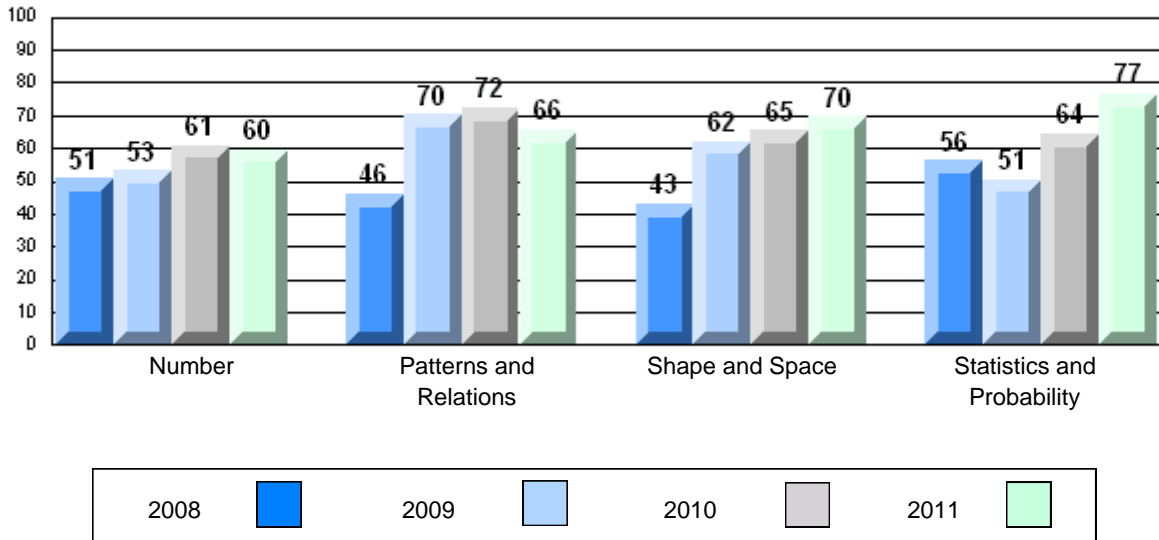 100
90
80
70
60
50
40
30
20
10
0
51 53 61 60
46 70 72 66
43 62 65 70
56 51 64 77
Number
Patterns and
Relations
Shape and Space
Statistics and
Probability
2008 2009 2010 2011